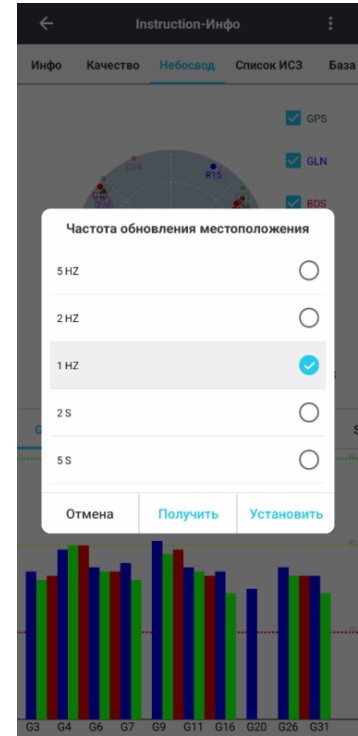 Instruction-Инфо
Инфо Качество Небосвод Список ИСЗ База
GPS
R15
GLN
BDS
Частота обновления местоположения
5 HZ
2 HZ
1 HZ
2 S
5 S
Отмена Получить Установить
G3 G4 G6 G7 G9 G11 G16 G20 G26 G31